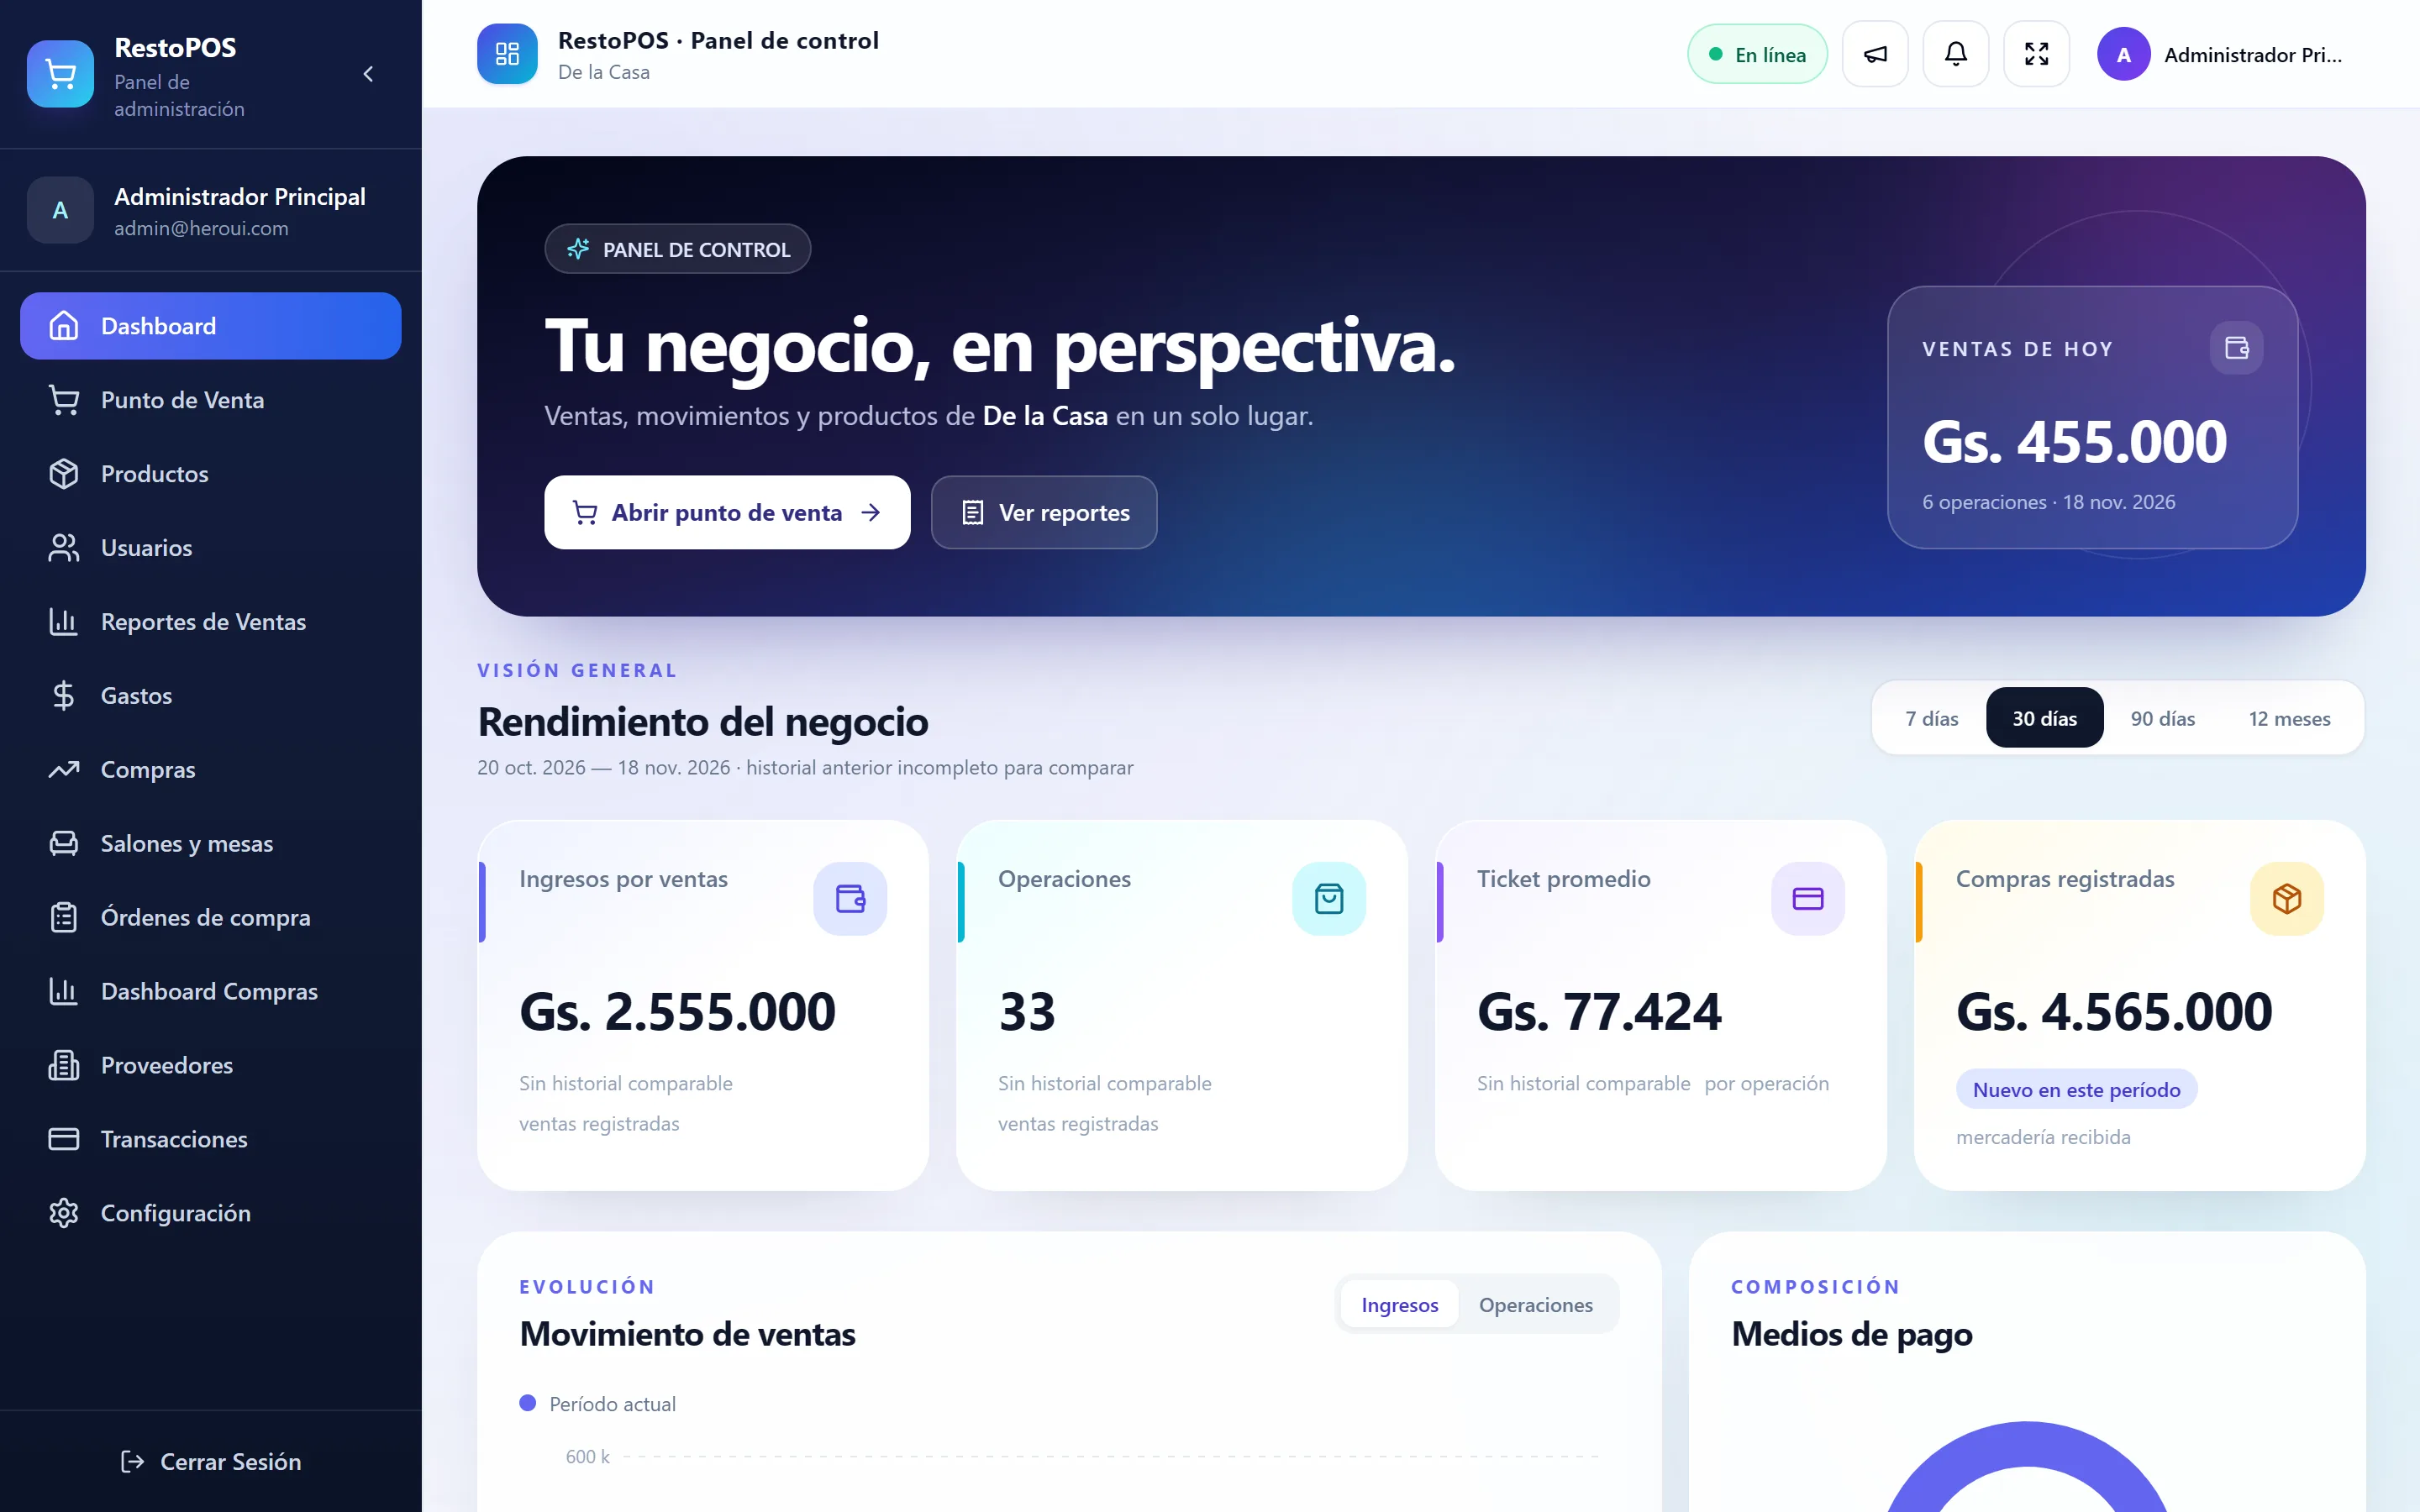 RestoPOS
Panel de
administración
A
Administrador Principal
admin@heroui.com
Dashboard
Punto de Venta
Productos
Usuarios
Reportes de Ventas
Gastos
Compras
Salones y mesas
Órdenes de compra
Dashboard Compras
Proveedores
Transacciones
Configuración
Cerrar Sesión
RestoPOS · Panel de control
De la Casa
En línea
A
Administrador Pri...
PANEL DE CONTROL
Tu negocio, en perspectiva.
Ventas, movimientos y productos de De la Casa en un solo lugar.
Abrir punto de venta
Ver reportes
VENTAS DE HOY
Gs. 455.000
6 operaciones · 18 nov. 2026
VISIÓN GENERAL
Rendimiento del negocio
20 oct. 2026 — 18 nov. 2026 · historial anterior incompleto para comparar
7 días
30 días
90 días
12 meses
Ingresos por ventas
Gs. 2.555.000
Sin historial comparable
ventas registradas
Operaciones
33
Sin historial comparable
ventas registradas
Ticket promedio
Gs. 77.424
Sin historial comparable por operación
Compras registradas
Gs. 4.565.000
Nuevo en este período
mercadería recibida
EVOLUCIÓN
Movimiento de ventas
Ingresos
Operaciones
Período actual
600 k
COMPOSICIÓN
Medios de pago